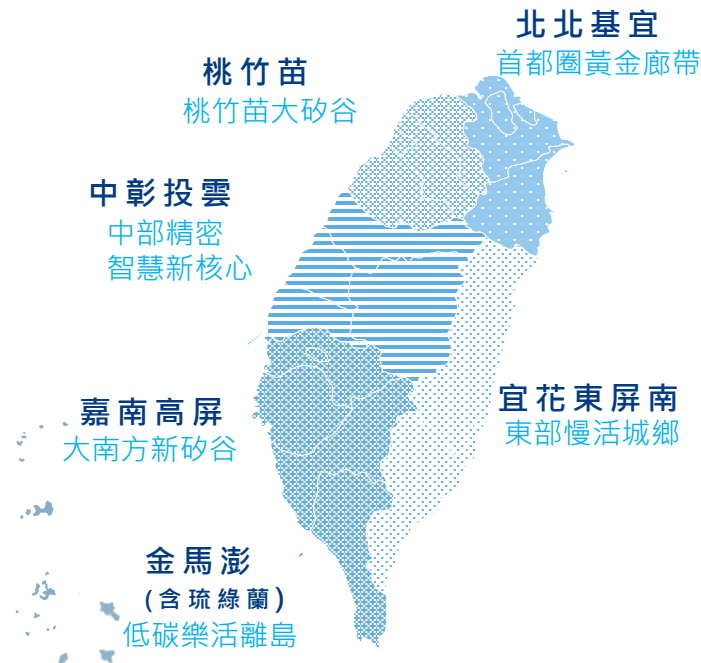 北北基宜
首都圈黃金廊帶
桃竹苗
桃竹苗大矽谷
中彰投雲
中部精密
智慧新核心
嘉南高屏
大南方新矽谷
宜花東屏南
東部慢活城鄉
金馬澎
(含琉綠蘭)
低碳樂活離島